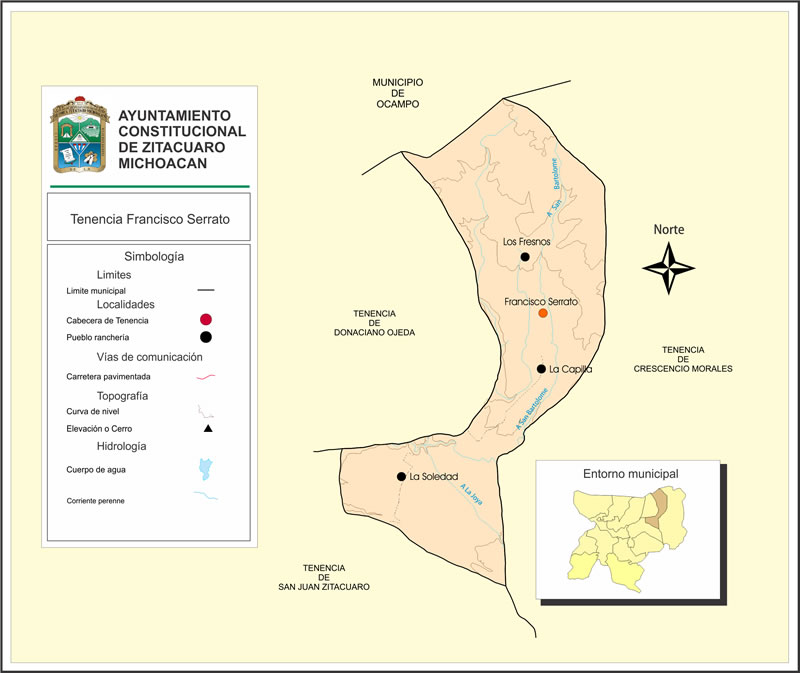 AYUNTAMIENTO
CONSTITUCIONAL
DE ZITACUARO
MICHOACAN
Tenencia Francisco Serrato
Simbología
Limites
Limite municipal
Localidades
Cabecera de Tenencia
Pueblo ranchería
Vías de comunicación
Carretera pavimentada
Topografía
Curva de nivel
Elevación o Cerro
Hidrología
Cuerpo de agua
Corriente perenne
MUNICIPIO
DE
OCAMPO
A San Bartolome
Los Fresnos
Norte
Francisco Serrato
TENENCIA
DE
DONACIANO OJEDA
TENENCIA
DE
CRESCENCIO MORALES
La Capilla
A San Bartolome
La Soledad
A La Joya
TENENCIA
DE
SAN JUAN ZITACUARO
Entorno municipal